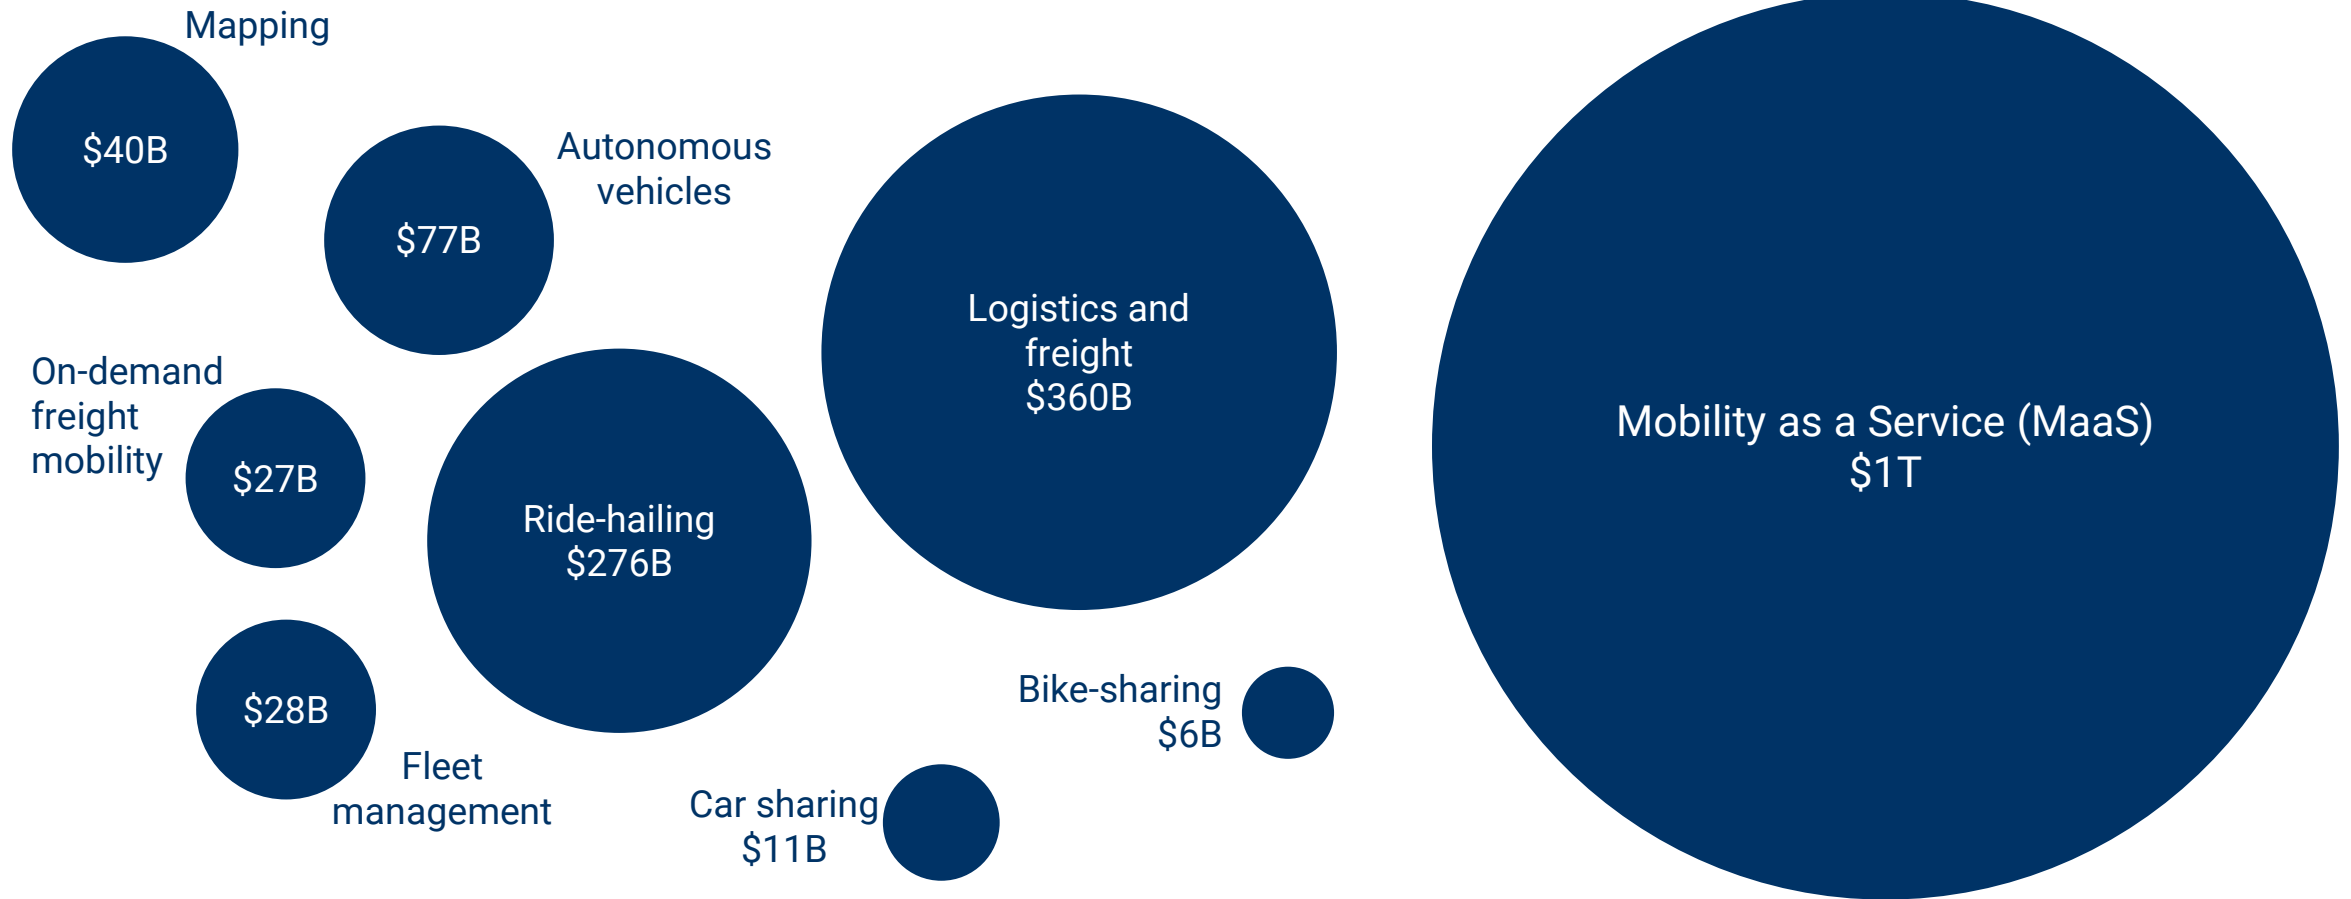 Mapping
$40B
Autonomous
vehicles
$77B
On-demand
freight
mobility
$27B
Ride-hailing
$276B
Logistics and
freight
$360B
Mobility as a Service (MaaS)
$1T
$28B
Fleet
management
Bike-sharing
$6B
Car sharing
$11B